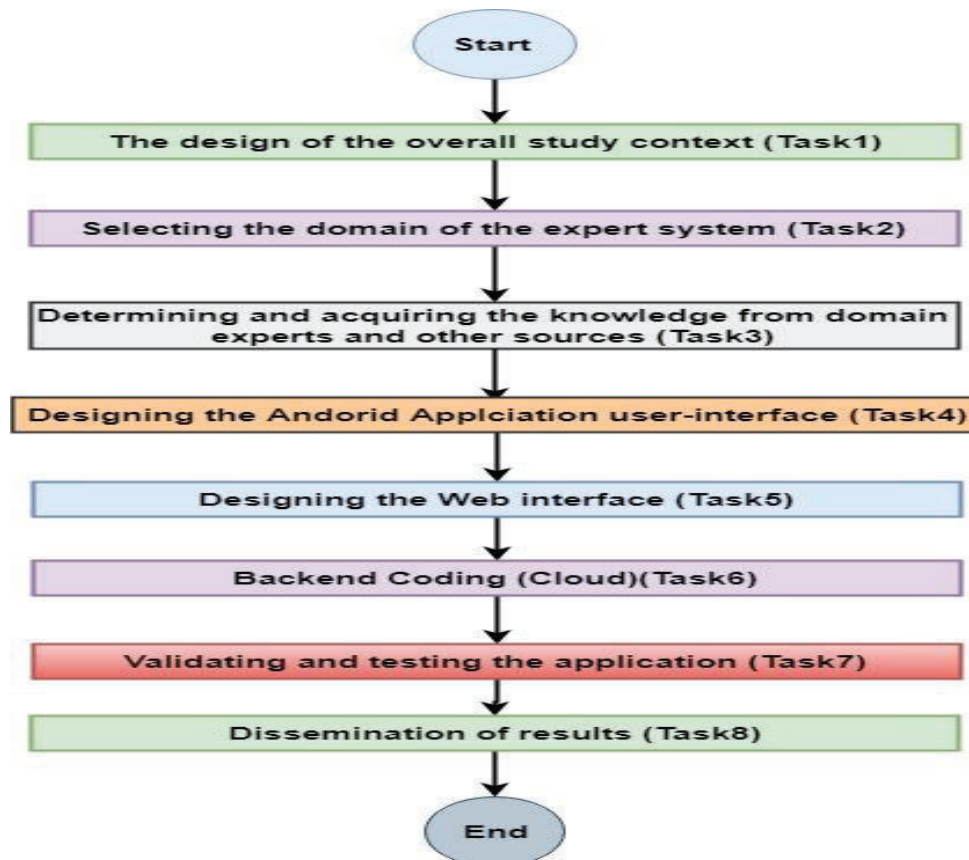 Start
The design of the overall study context (Task1)
Selecting the domain of the expert system (Task2)
Determining and acquiring the knowledge from domain
experts and other sources (Task3)
Designing the Andorid Applciation user-interface (Task4)
Designing the Web interface (Task5)
Backend Coding (Cloud)(Task6)
Validating and testing the application (Task7)
Dissemination of results (Task8)
End